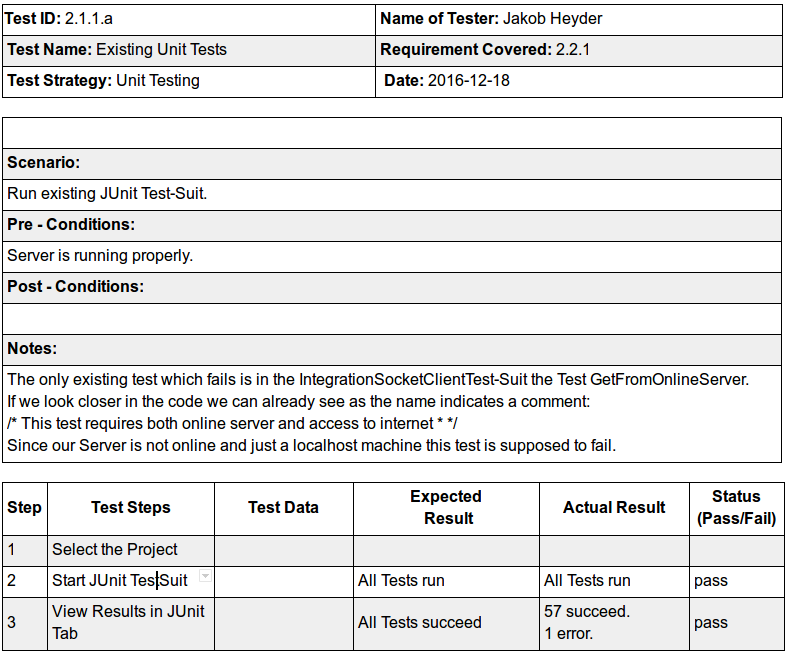 Test ID: 2.1.1.a Name of Tester: Jakob Heyder
Test Name: Existing Unit Tests Requirement Covered: 2.2.1
Test Strategy: Unit Testing Date: 2016-12-18
Scenario:
Run existing JUnit Test-Suit.
Pre - Conditions:
Server is running properly.
Post - Conditions:
Notes:
The only existing test which fails is in the IntegrationSocketClientTest-Suit the Test GetFromOnlineServer.
If we look closer in the code we can already see as the name indicates a comment:
/* This test requires both online server and access to internet * */
Since our Server is not online and just a localhost machine this test is supposed to fail.
Step Test Steps Test Data Expected Result Actual Result Status (Pass/Fail)
1 Select the Project
2 Start JUnit TestSuit All Tests run All Tests run pass
3 View Results in JUnit Tab All Tests succeed 57 succeed. 1 error. pass